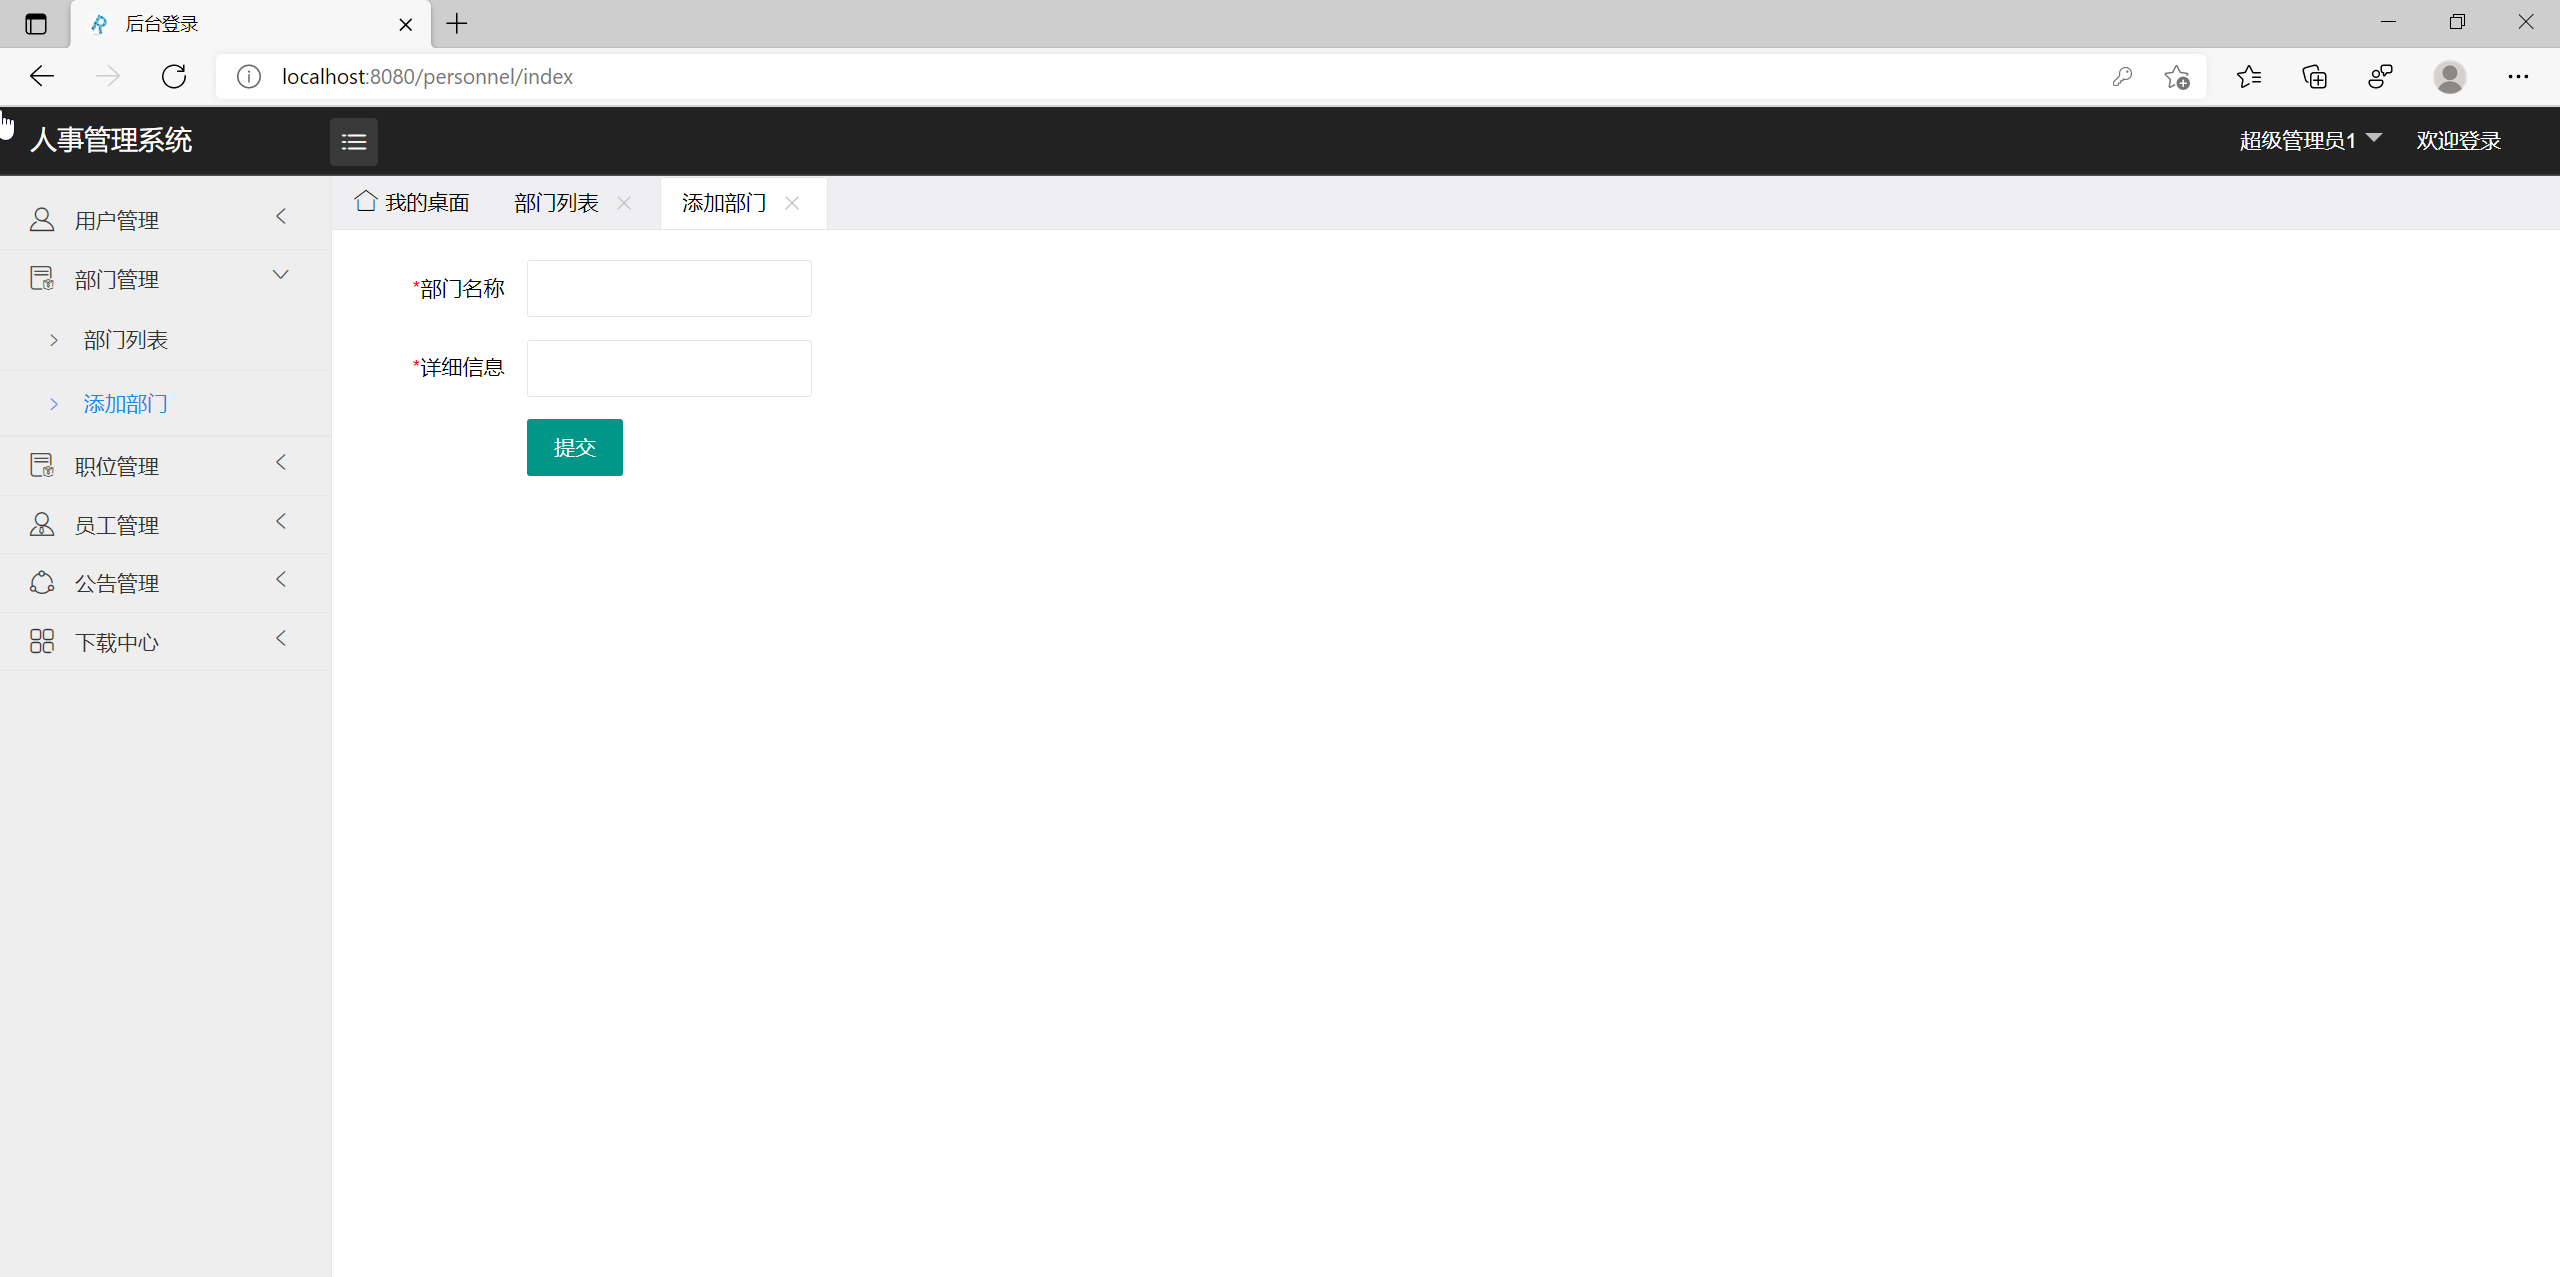 后台登录
localhost:8080/personnel/index
人事管理系统
超级管理员1 欢迎登录
我的桌面 部门列表 添加部门
用户管理
部门管理
部门列表
添加部门
职位管理
员工管理
公告管理
下载中心
*部门名称
*详细信息
提交